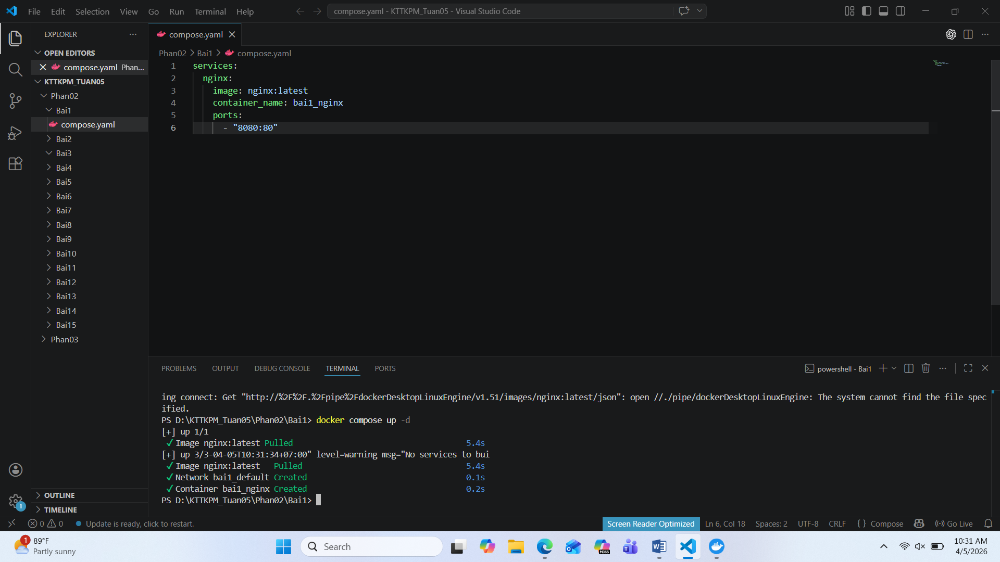 File Edit Selection View Go Run Terminal Help
compose.yaml - KTTKPM_Tuan05 - Visual Studio Code
EXPLORER
OPEN EDITORS
compose.yaml Phan...
KTTKPM_TUAN05
Phan02
Bai1
compose.yaml
Bai2
Bai3
Bai4
Bai5
Bai6
Bai7
Bai8
Bai9
Bai10
Bai11
Bai12
Bai13
Bai14
Bai15
Phan03
OUTLINE
TIMELINE
compose.yaml
Phan02 > Bai1 > compose.yaml
1 services:
2 nginx:
3 image: nginx:latest
4 container_name: bai1_nginx
5 ports:
6 - "8080:80"
PROBLEMS OUTPUT DEBUG CONSOLE TERMINAL PORTS
powershell - Bai1
ing connect: Get "http://%2F%2F.%2Fpipe%2FdockerDesktopLinuxEngine/v1.51/images/nginx:latest/json": open //./pipe/dockerDesktopLinuxEngine: The system cannot find the file spec
ified.
PS D:\KTTKPM_Tuan05\Phan02\Bai1> docker compose up -d
[+] up 1/1
✔ Image nginx:latest Pulled 5.4s
[+] up 3/3-04-05T10:31:34+07:00" level=warning msg="No services to bui
✔ Image nginx:latest Pulled 5.4s
✔ Network bai1_default Created 0.1s
✔ Container bai1_nginx Created 0.2s
PS D:\KTTKPM_Tuan05\Phan02\Bai1>
1
0 0 Update is ready, click to restart.
Screen Reader Optimized Ln 6, Col 18 Spaces: 2 UTF-8 CRLF { } Compose Go Live
1
89°F
Partly sunny
Search
M365
10:31 AM
4/5/2026